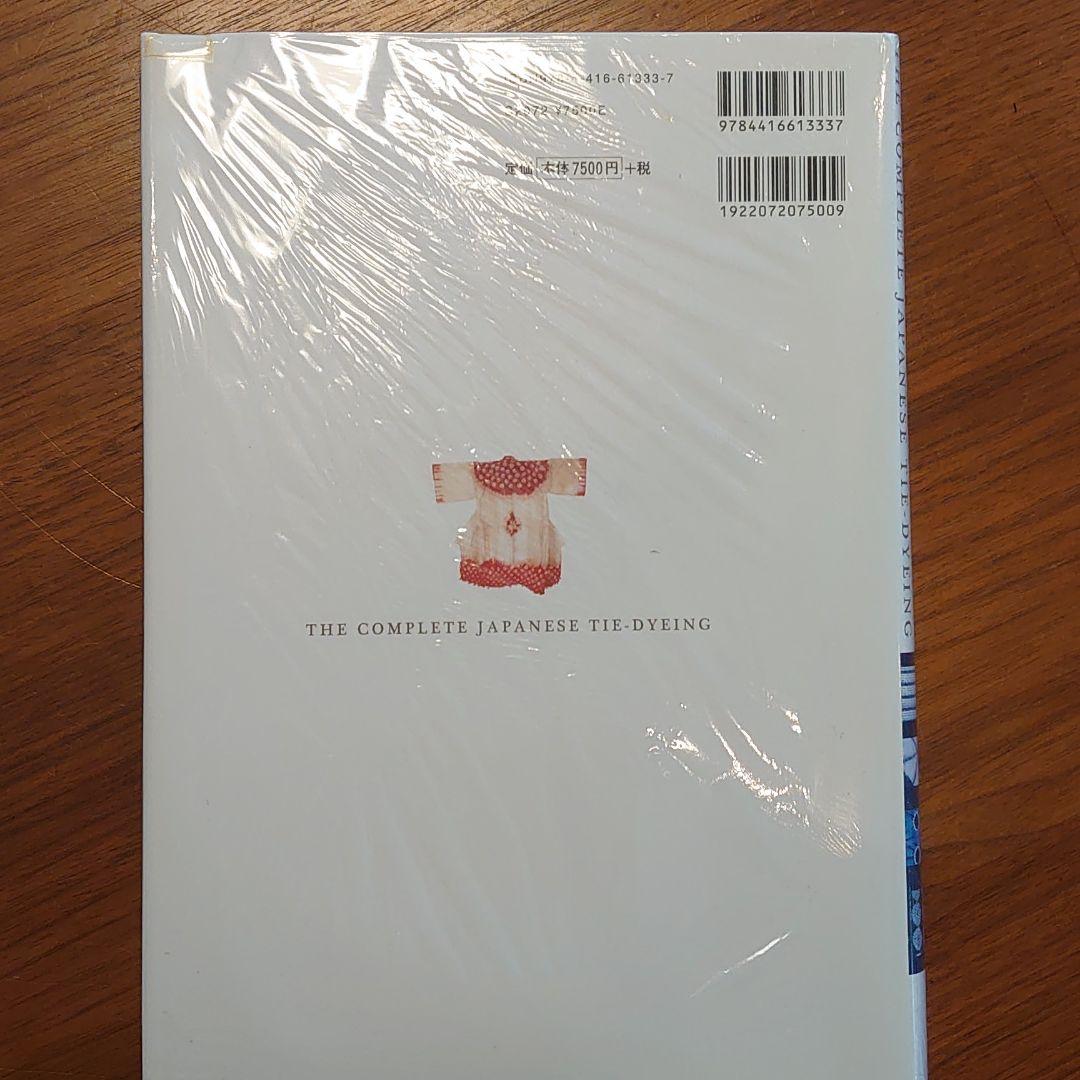 416-61333-7
¥7500E
定価 本体7500円 +税
9784416613337
1922072075009
THE COMPLETE JAPANESE TIE-DYEING
THE COMPLETE JAPANESE TIE-DYEING